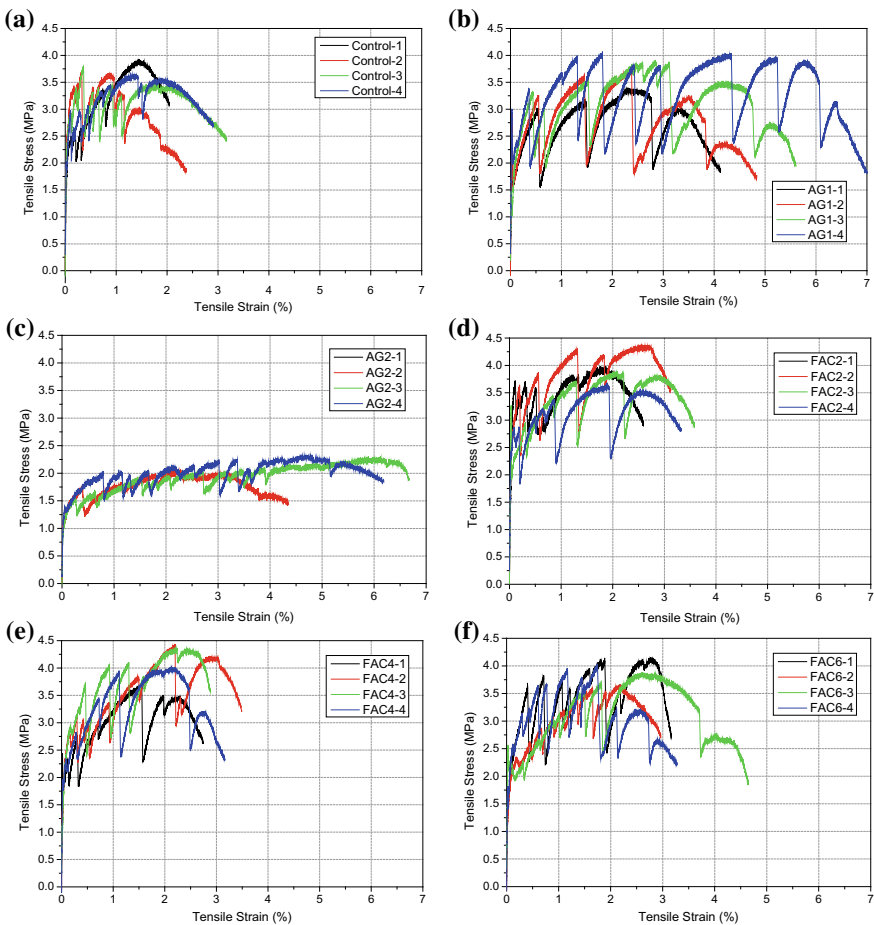 (a)
4.5
4.0
3.5
3.0
2.5
2.0
1.5
1.0
0.5
0.0
Tensile Stress (MPa)
Control-1
Control-2
Control-3
Control-4
0 1 2 3 4 5 6 7
Tensile Strain (%)
(b)
4.5
4.0
3.5
3.0
2.5
2.0
1.5
1.0
0.5
0.0
Tensile Stress (MPa)
AG1-1
AG1-2
AG1-3
AG1-4
0 1 2 3 4 5 6 7
Tensile Strain (%)
(c)
4.5
4.0
3.5
3.0
2.5
2.0
1.5
1.0
0.5
0.0
Tensile Stress (MPa)
AG2-1
AG2-2
AG2-3
AG2-4
0 1 2 3 4 5 6 7
Tensile Strain (%)
(d)
4.5
4.0
3.5
3.0
2.5
2.0
1.5
1.0
0.5
0.0
Tensile Stress (MPa)
FAC2-1
FAC2-2
FAC2-3
FAC2-4
0 1 2 3 4 5 6 7
Tensile Strain (%)
(e)
4.5
4.0
3.5
3.0
2.5
2.0
1.5
1.0
0.5
0.0
Tensile Stress (MPa)
FAC4-1
FAC4-2
FAC4-3
FAC4-4
0 1 2 3 4 5 6 7
Tensile Strain (%)
(f)
4.5
4.0
3.5
3.0
2.5
2.0
1.5
1.0
0.5
0.0
Tensile Stress (MPa)
FAC6-1
FAC6-2
FAC6-3
FAC6-4
0 1 2 3 4 5 6 7
Tensile Strain (%)